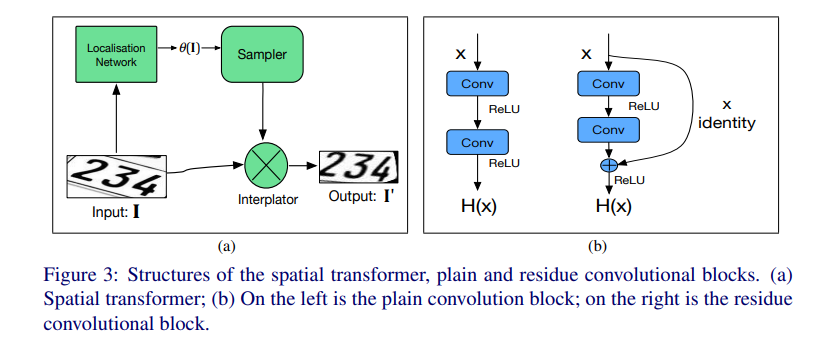 Localisation
Network
θ(I)
Sampler
234
Input: I
Interplator
234
Output: I'
(a)
x
Conv
ReLU
Conv
ReLU
H(x)
x
Conv
ReLU
Conv
ReLU
H(x)
x
identity
(b)
Figure 3: Structures of the spatial transformer, plain and residue convolutional blocks. (a)
Spatial transformer; (b) On the left is the plain convolution block; on the right is the residue
convolutional block.